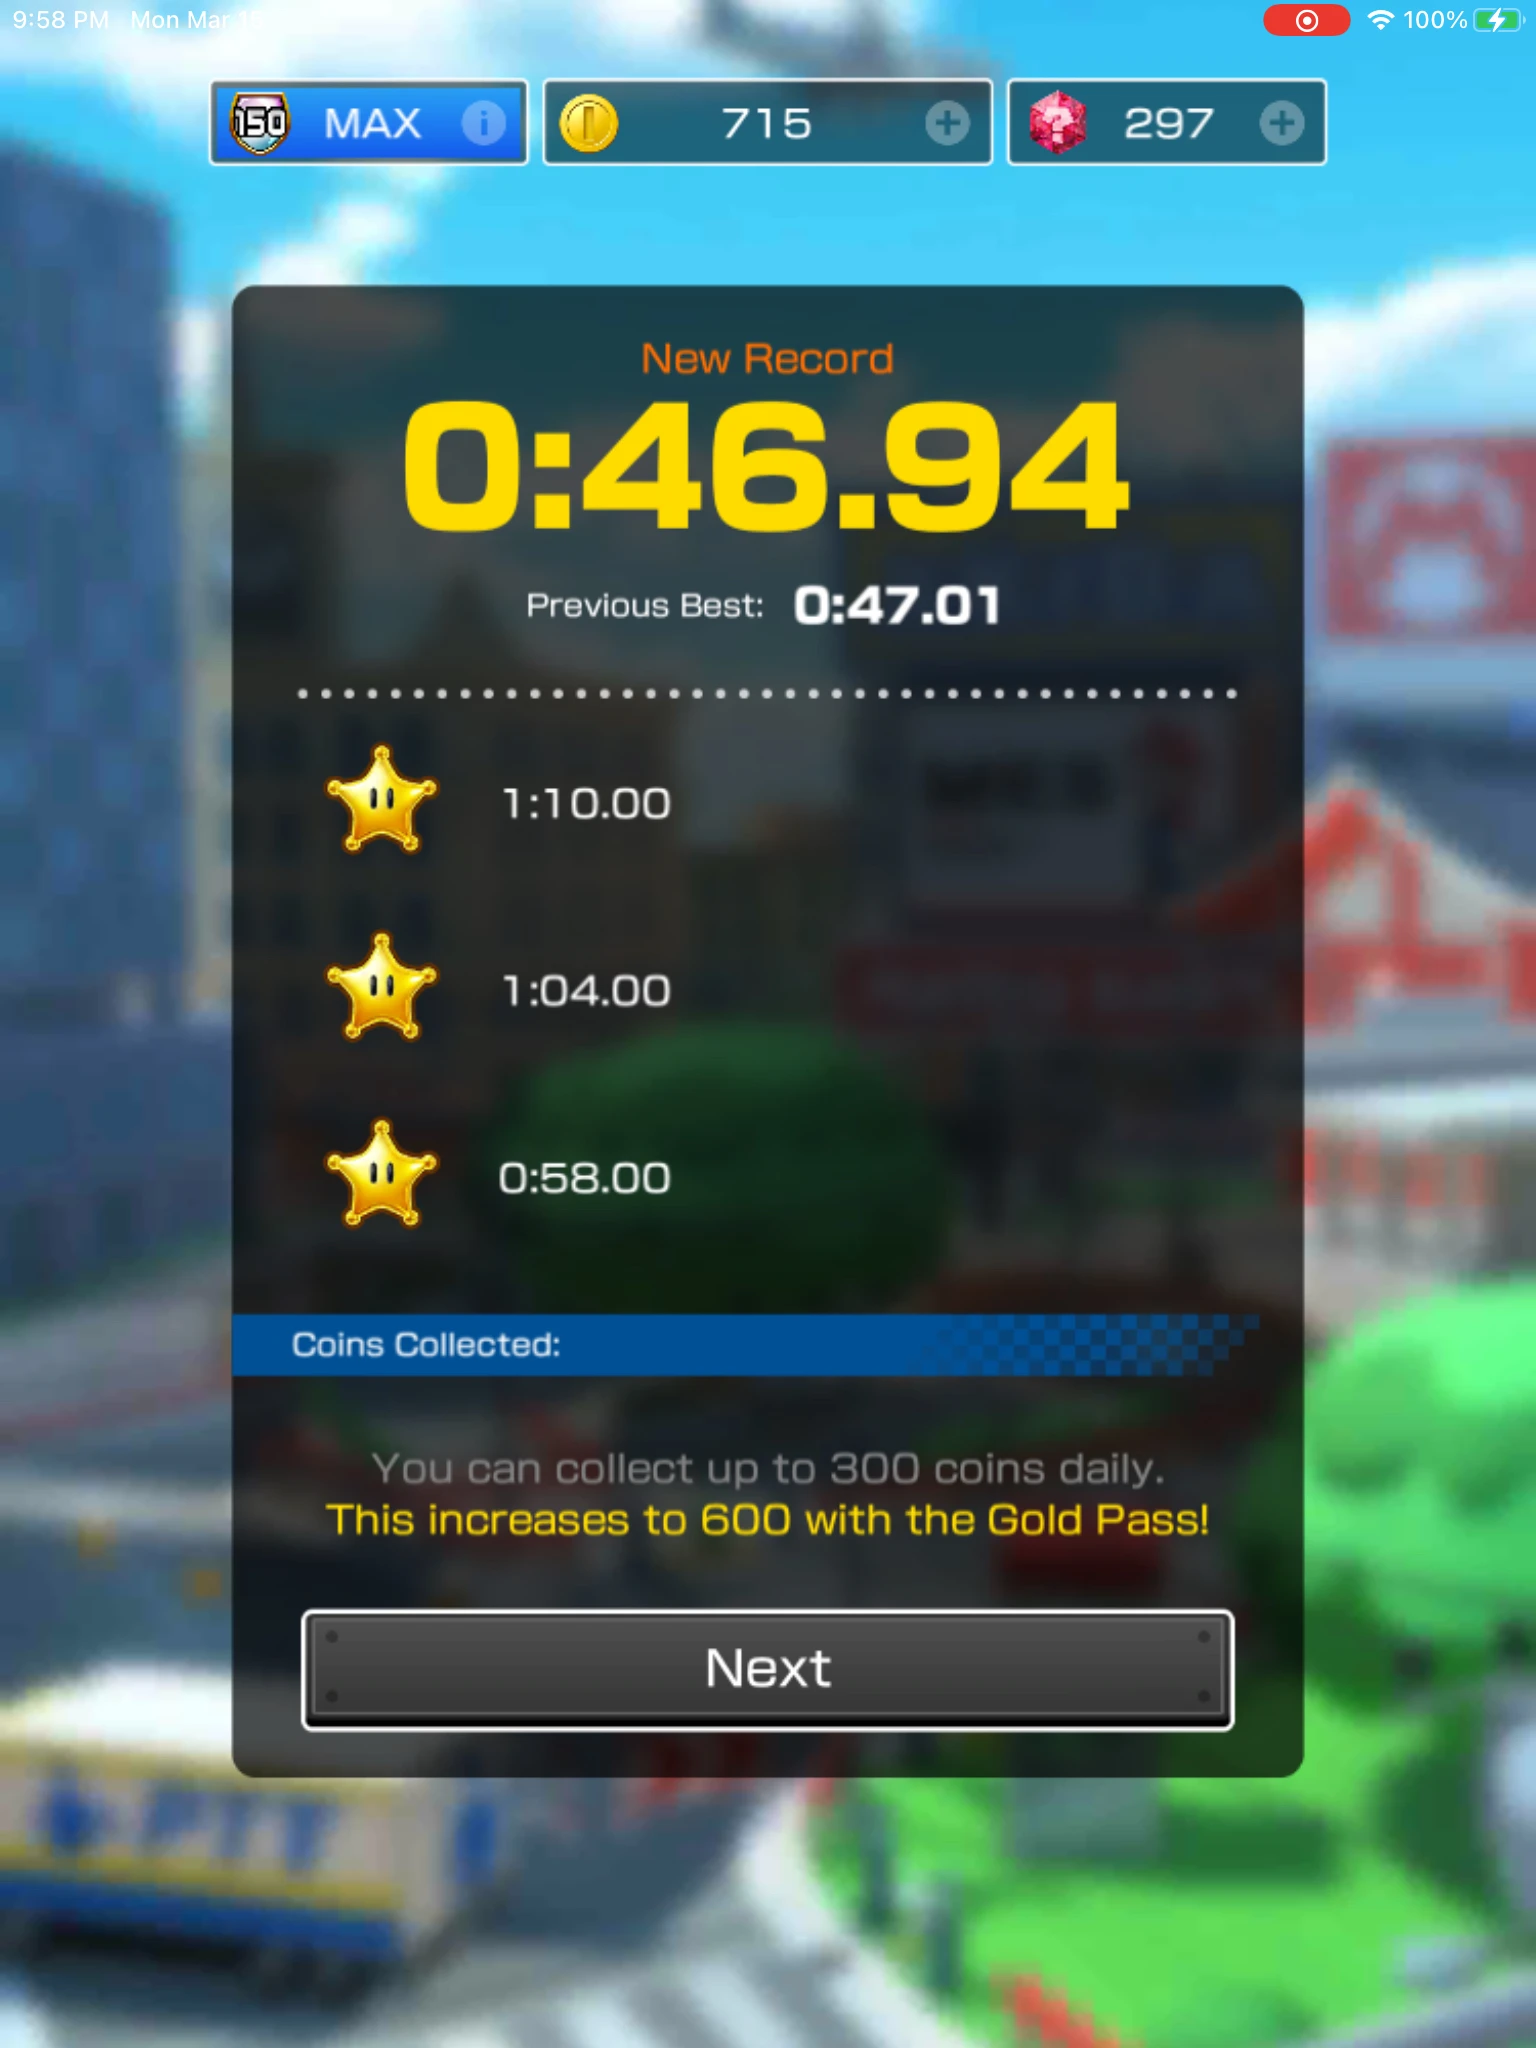 9:58 PM Mon Mar
100%
150 MAX i 715 + ? 297 +
New Record
0:46.94
Previous Best: 0:47.01
1:10.00
1:04.00
0:58.00
Coins Collected:
You can collect up to 300 coins daily.
This increases to 600 with the Gold Pass!
Next